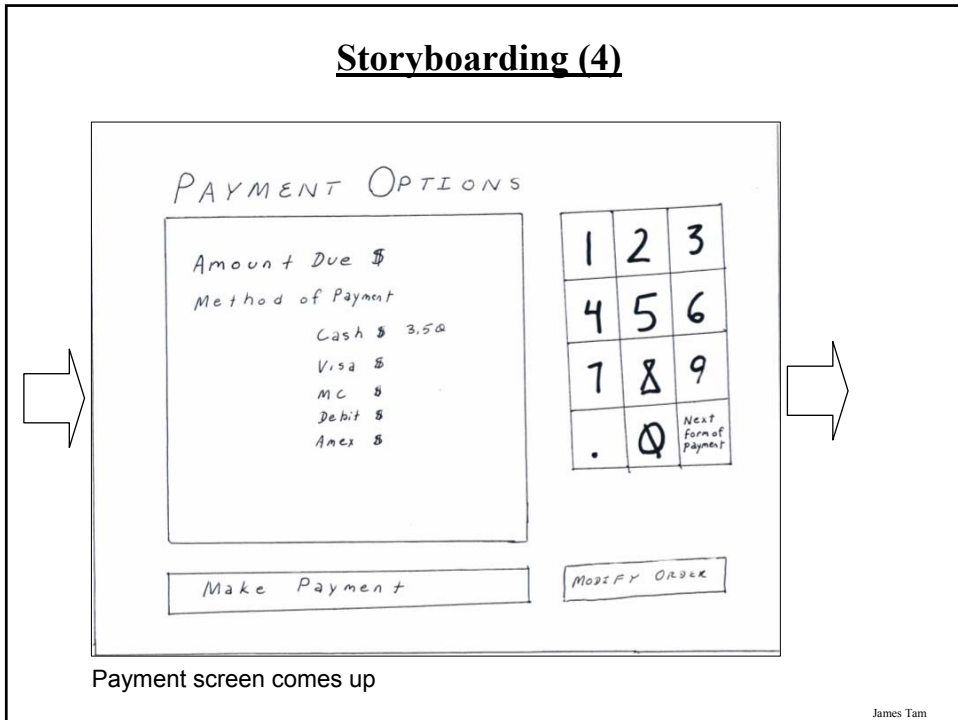 Storyboarding (4)
PAYMENT OPTIONS
Amount Due $
Method of Payment
Cash $ 3.50
Visa $
MC $
Debit $
Amex $
1 2 3
4 5 6
7 8 9
. 0 Next
form of
payment
Make Payment
MODIFY ORDER
Payment screen comes up
James Tam